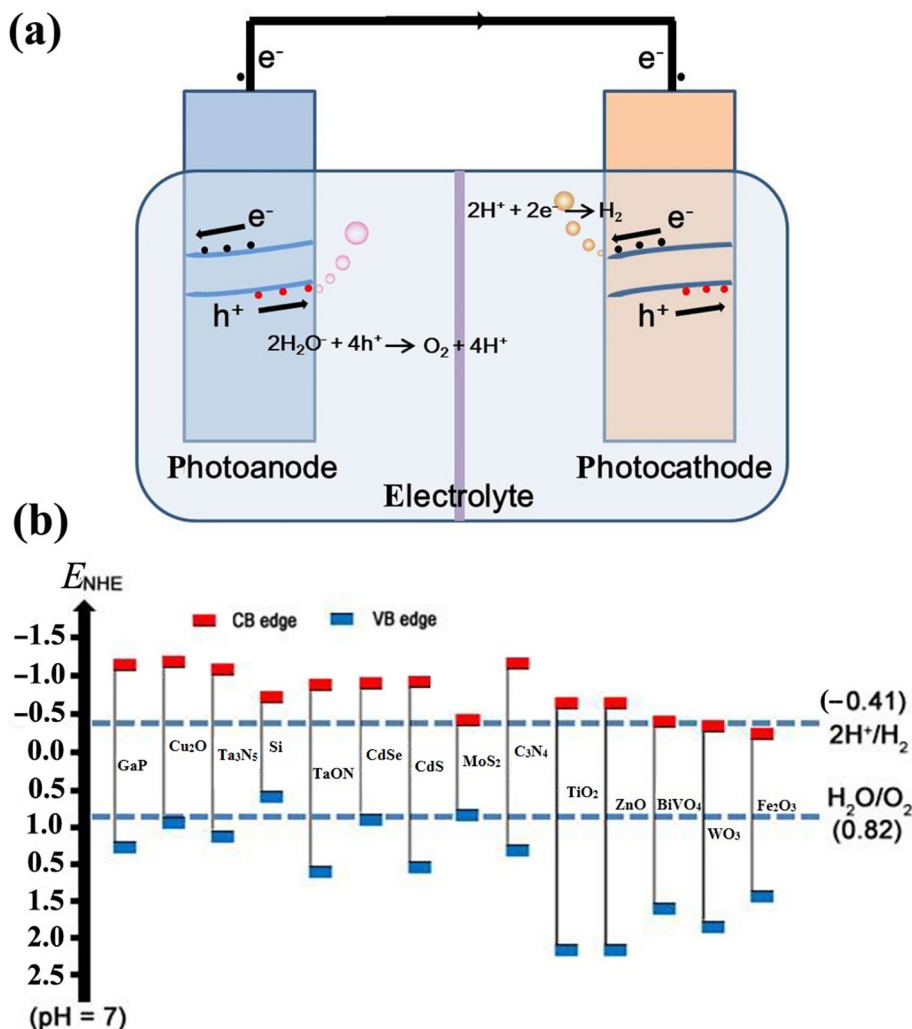 (a)
e⁻
e⁻
2H⁺ + 2e⁻ → H₂
e⁻
e⁻
h⁺
h⁺
2H₂O⁻ + 4h⁺ → O₂ + 4H⁺
Photoanode
Photocathode
Electrolyte
(b)
E_NHE
CB edge
VB edge
−1.5
−1.0
−0.5
0.0
0.5
1.0
0.5
1.5
2.0
2.5
(pH = 7)
GaP
Cu₂O
Ta₃N₅
Si
TaON
CdSe
CdS
MoS₂
C₃N₄
TiO₂
ZnO
BiVO₄
WO₃
Fe₂O₃
(−0.41)
2H⁺/H₂
H₂O/O₂
(0.82)